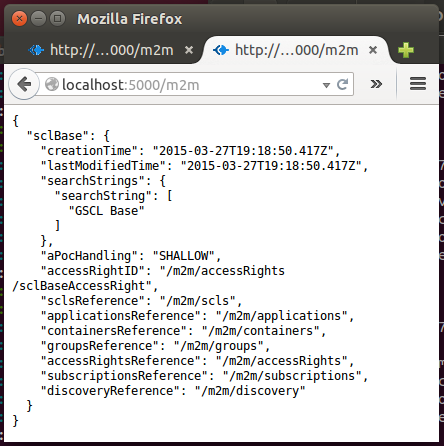 Mozilla Firefox
http://...000/m2m
http://...000/m2m
localhost:5000/m2m
{
  "sclBase": {
    "creationTime": "2015-03-27T19:18:50.417Z",
    "lastModifiedTime": "2015-03-27T19:18:50.417Z",
    "searchStrings": {
      "searchString": [
        "GSCL Base"
      ]
    },
    "aPocHandling": "SHALLOW",
    "accessRightID": "/m2m/accessRights
/sclBaseAccessRight",
    "sclsReference": "/m2m/scls",
    "applicationsReference": "/m2m/applications",
    "containersReference": "/m2m/containers",
    "groupsReference": "/m2m/groups",
    "accessRightsReference": "/m2m/accessRights",
    "subscriptionsReference": "/m2m/subscriptions",
    "discoveryReference": "/m2m/discovery"
  }
}